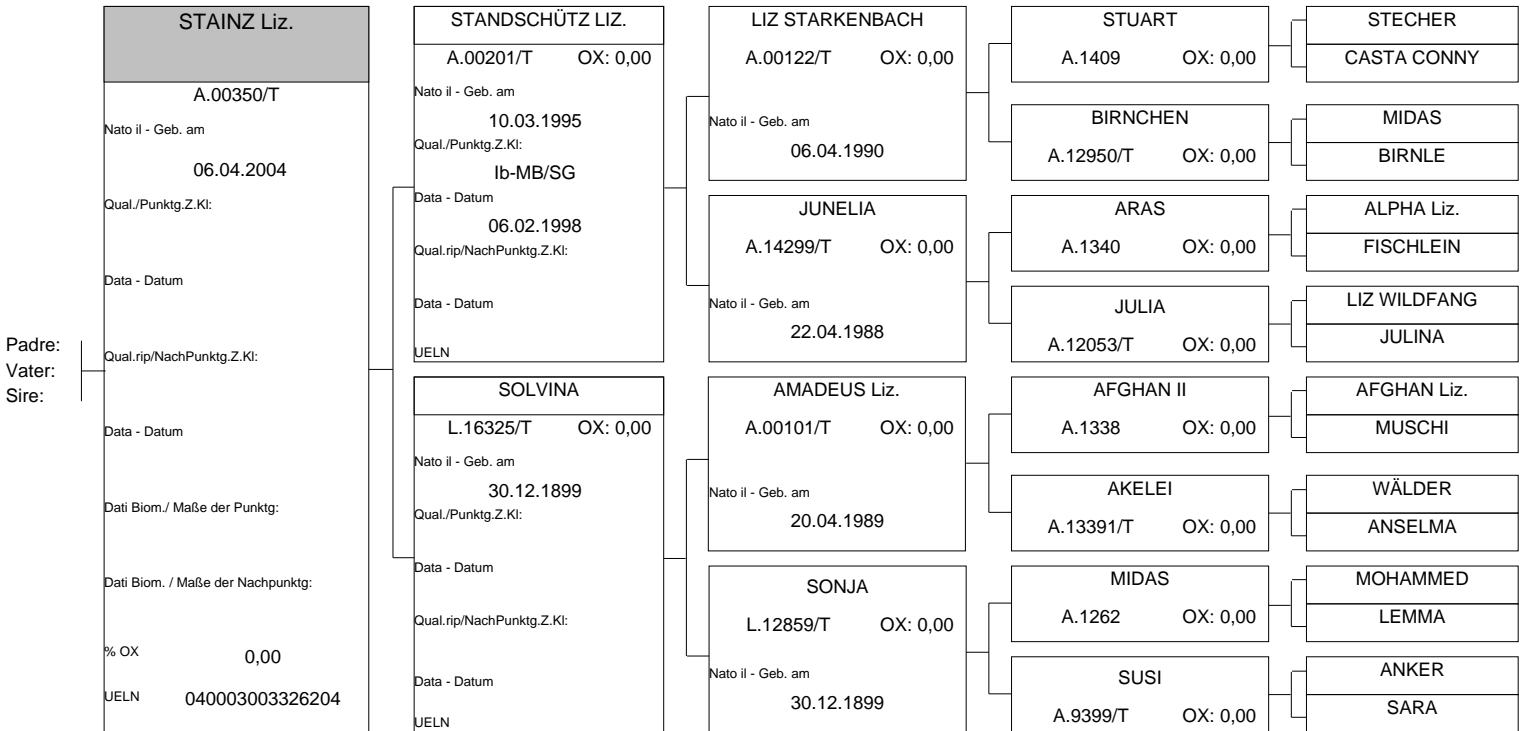 Padre:
Vater:
Sire:
STAINZ Liz.
A.00350/T
Nato il - Geb. am
06.04.2004
Qual./Punktg.Z.Kl:
Data - Datum
Qual.rip/NachPunktg.Z.Kl:
Data - Datum
Dati Biom./ Maße der Punktg:
Dati Biom. / Maße der Nachpunktg:
% OX 0,00
UELN 040003003326204
STANDSCHÜTZ LIZ.
A.00201/T OX: 0,00
Nato il - Geb. am
10.03.1995
Qual./Punktg.Z.Kl:
Ib-MB/SG
Data - Datum
06.02.1998
Qual.rip/NachPunktg.Z.Kl:
Data - Datum
UELN
SOLVINA
L.16325/T OX: 0,00
Nato il - Geb. am
30.12.1899
Qual./Punktg.Z.Kl:
Data - Datum
Qual.rip/NachPunktg.Z.Kl:
Data - Datum
UELN
LIZ STARKENBACH
A.00122/T OX: 0,00
Nato il - Geb. am
06.04.1990
JUNELIA
A.14299/T OX: 0,00
Nato il - Geb. am
22.04.1988
AMADEUS Liz.
A.00101/T OX: 0,00
Nato il - Geb. am
20.04.1989
SONJA
L.12859/T OX: 0,00
Nato il - Geb. am
30.12.1899
STUART
A.1409 OX: 0,00
BIRNCHEN
A.12950/T OX: 0,00
ARAS
A.1340 OX: 0,00
JULIA
A.12053/T OX: 0,00
AFGHAN II
A.1338 OX: 0,00
AKELEI
A.13391/T OX: 0,00
MIDAS
A.1262 OX: 0,00
SUSI
A.9399/T OX: 0,00
STECHER
CASTA CONNY
MIDAS
BIRNLE
ALPHA Liz.
FISCHLEIN
LIZ WILDFANG
JULINA
AFGHAN Liz.
MUSCHI
WÄLDER
ANSELMA
MOHAMMED
LEMMA
ANKER
SARA